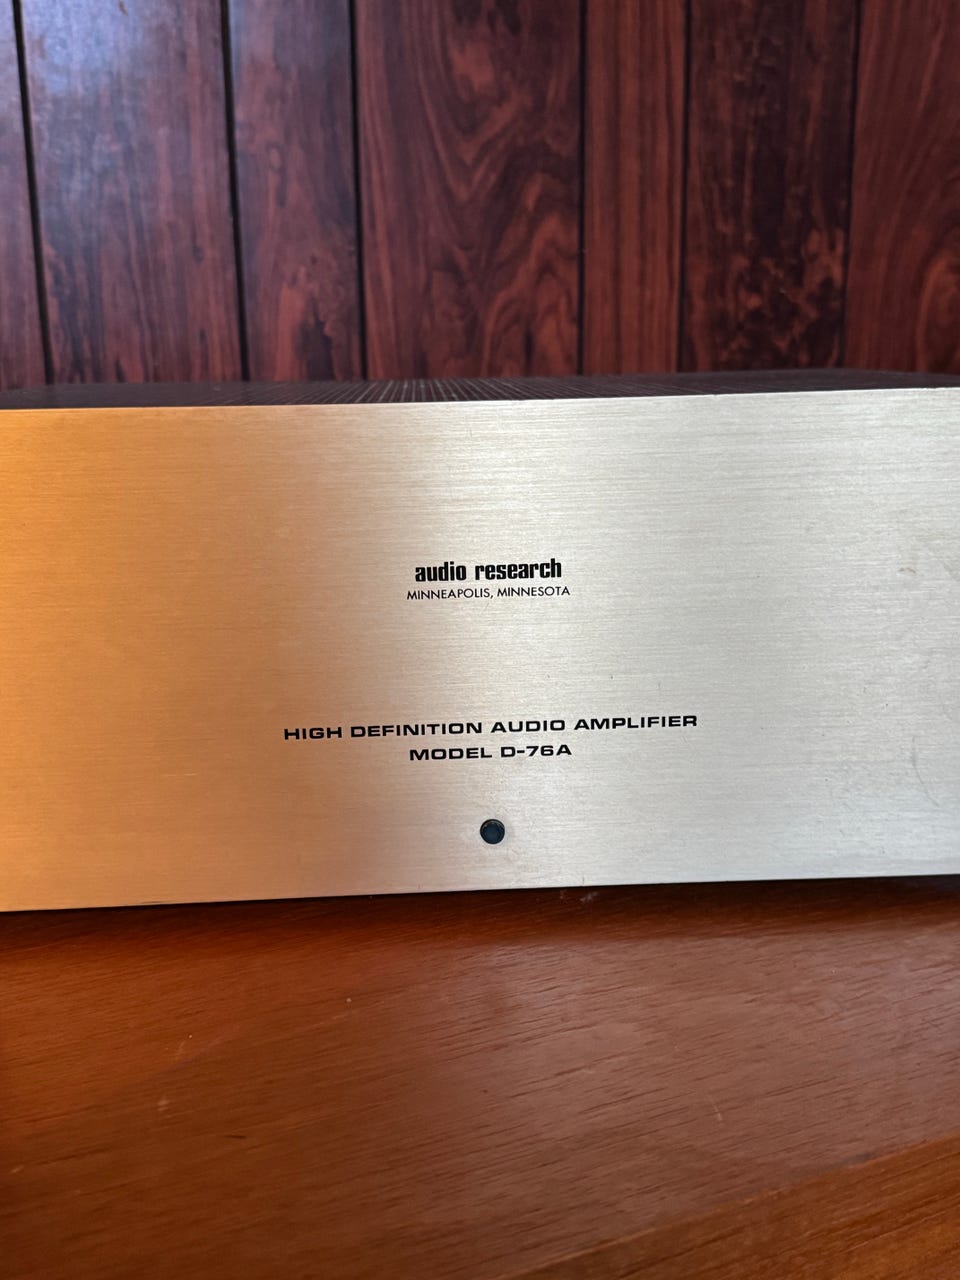 audio research
MINNEAPOLIS, MINNESOTA
HIGH DEFINITION AUDIO AMPLIFIER
MODEL D-76A